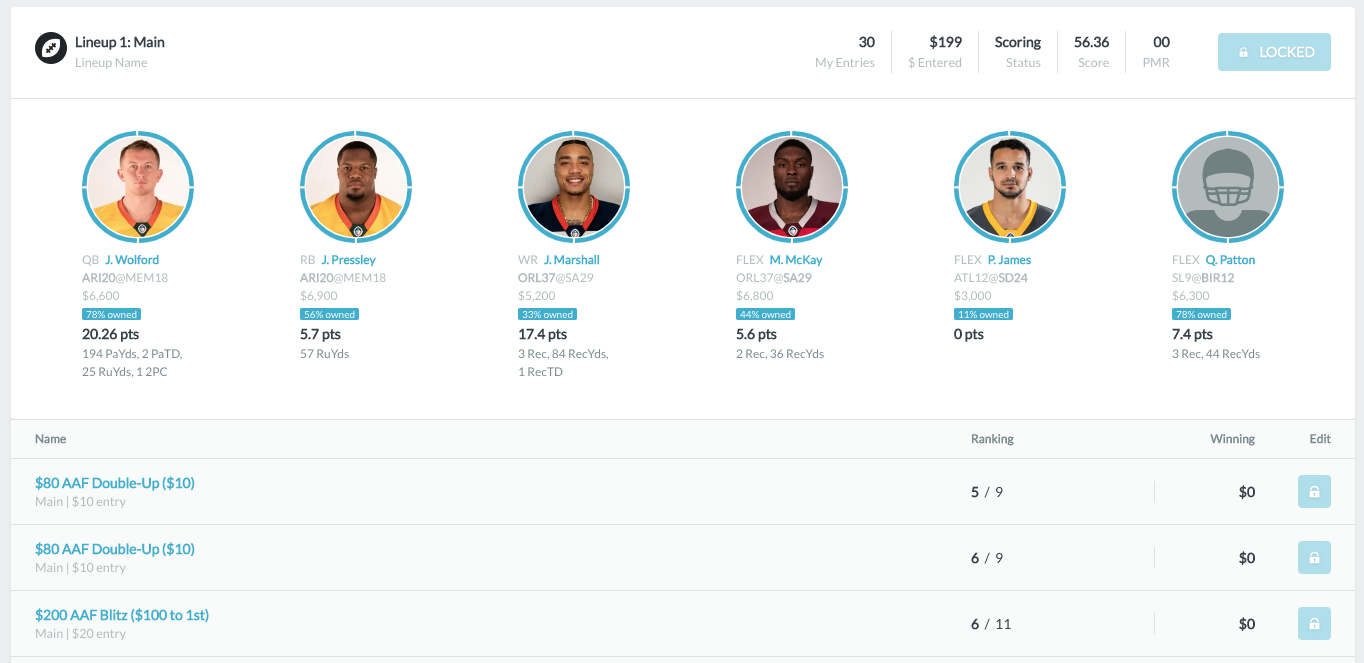 Lineup 1: Main
Lineup Name
30
My Entries
$199
$ Entered
Scoring
Status
56.36
Score
00
PMR
LOCKED
QB J. Wolford
ARI20@MEM18
$6,600
78% owned
20.26 pts
194 PaYds, 2 PaTD,
25 RuYds, 1 2PC
RB J. Pressley
ARI20@MEM18
$6,900
56% owned
5.7 pts
57 RuYds
WR J. Marshall
ORL37@SA29
$5,200
33% owned
17.4 pts
3 Rec, 84 RecYds,
1 RecTD
FLEX M. McKay
ORL37@SA29
$6,800
44% owned
5.6 pts
2 Rec, 36 RecYds
FLEX P. James
ATL12@SD24
$3,000
11% owned
0 pts
FLEX Q. Patton
SL9@BIR12
$6,300
78% owned
7.4 pts
3 Rec, 44 RecYds
Name Ranking Winning Edit
$80 AAF Double-Up ($10)
Main | $10 entry
5 / 9 $0
$80 AAF Double-Up ($10)
Main | $10 entry
6 / 9 $0
$200 AAF Blitz ($100 to 1st)
Main | $20 entry
6 / 11 $0